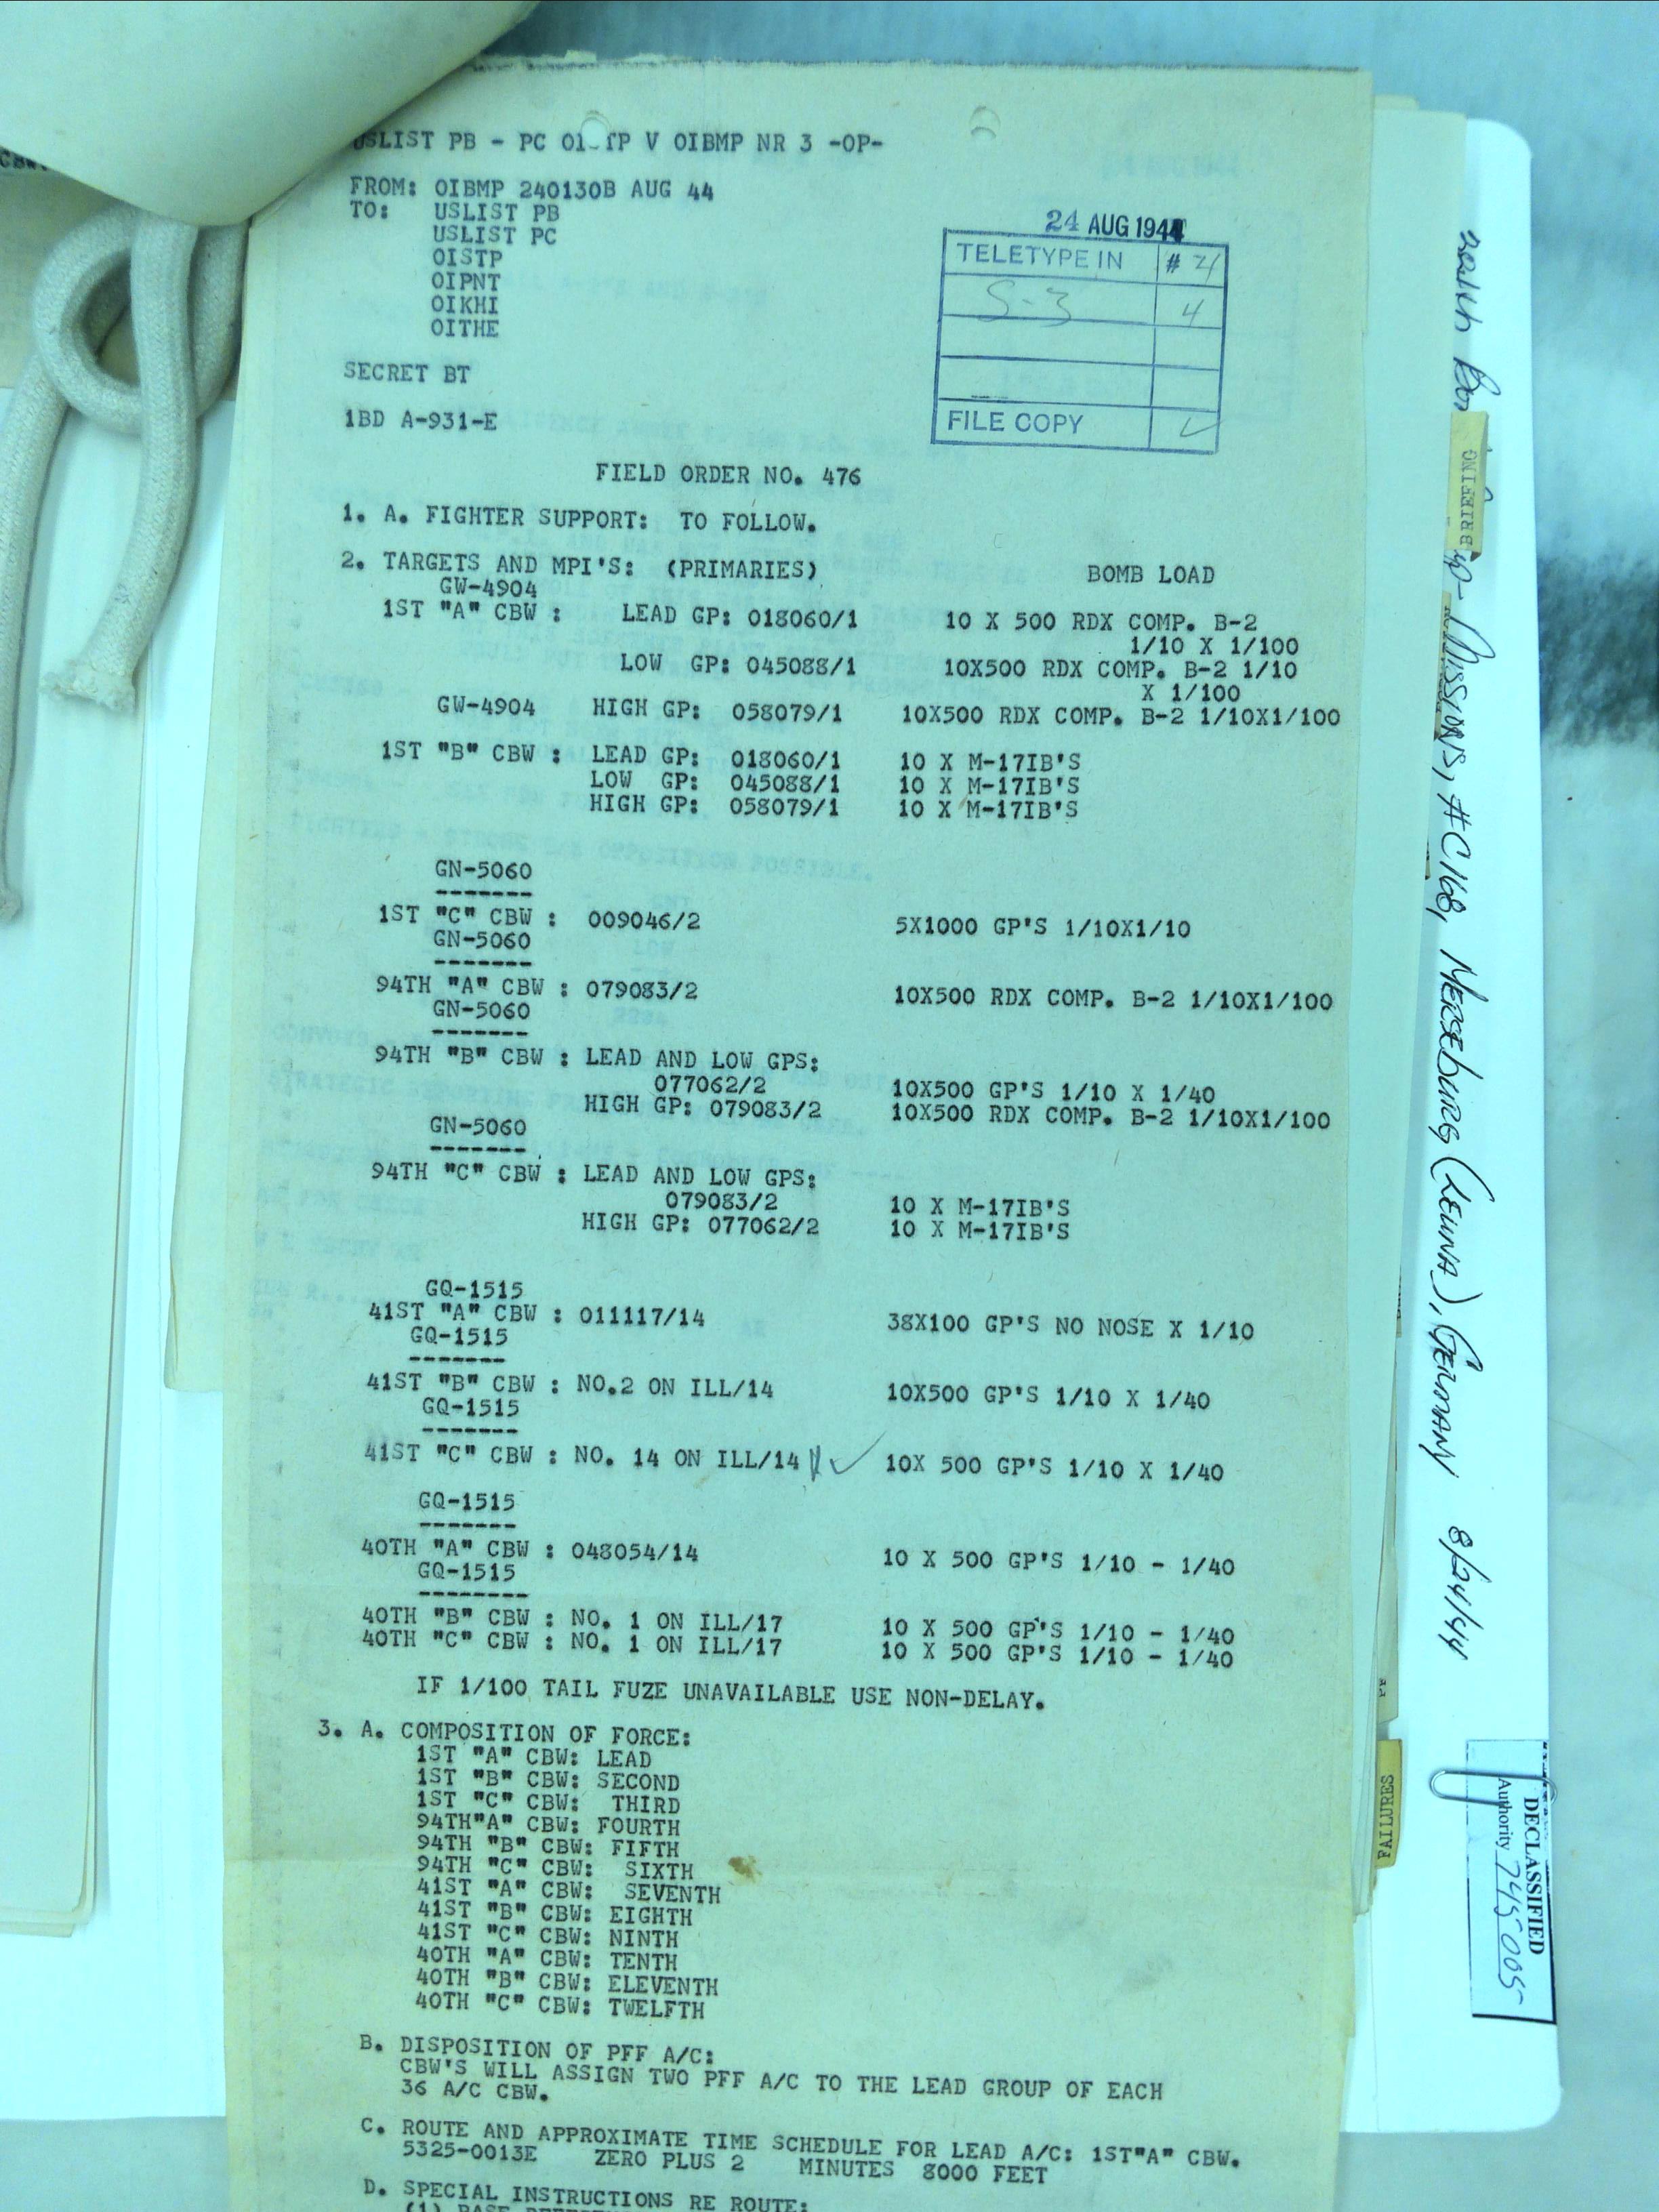 USLIST PB - PC OISTP V OIBMP NR 3 -OP-
FROM: OIBMP 240130B AUG 44
TO: USLIST PB
USLIST PC
OISTP
OIPNT
OIKHI
OITHE
24 AUG 1944
TELETYPE IN # 4
S-3 4
FILE COPY ✓
SECRET BT
1BD A-931-E
FIELD ORDER NO. 476
1. A. FIGHTER SUPPORT: TO FOLLOW.
2. TARGETS AND MPI'S: (PRIMARIES) BOMB LOAD
GW-4904
1ST "A" CBW : LEAD GP: 018060/1 10 X 500 RDX COMP. B-2
1/10 X 1/100
LOW GP: 045088/1 10X500 RDX COMP. B-2 1/10
X 1/100
GW-4904 HIGH GP: 058079/1 10X500 RDX COMP. B-2 1/10X1/100
1ST "B" CBW : LEAD GP: 018060/1 10 X M-17IB'S
LOW GP: 045088/1 10 X M-17IB'S
HIGH GP: 058079/1 10 X M-17IB'S
GN-5060
-------
1ST "C" CBW : 009046/2 5X1000 GP'S 1/10X1/10
GN-5060
-------
94TH "A" CBW : 079083/2 10X500 RDX COMP. B-2 1/10X1/100
GN-5060
-------
94TH "B" CBW : LEAD AND LOW GPS:
077062/2 10X500 GP'S 1/10 X 1/40
HIGH GP: 079083/2 10X500 RDX COMP. B-2 1/10X1/100
GN-5060
-------
94TH "C" CBW : LEAD AND LOW GPS:
079083/2 10 X M-17IB'S
HIGH GP: 077062/2 10 X M-17IB'S
GQ-1515
41ST "A" CBW : 011117/14 38X100 GP'S NO NOSE X 1/10
GQ-1515
-------
41ST "B" CBW : NO.2 ON ILL/14 10X500 GP'S 1/10 X 1/40
GQ-1515
-------
41ST "C" CBW : NO. 14 ON ILL/14 ✓ 10X 500 GP'S 1/10 X 1/40
GQ-1515
-------
40TH "A" CBW : 048054/14 10 X 500 GP'S 1/10 - 1/40
GQ-1515
--------
40TH "B" CBW : NO. 1 ON ILL/17 10 X 500 GP'S 1/10 - 1/40
40TH "C" CBW : NO. 1 ON ILL/17 10 X 500 GP'S 1/10 - 1/40
IF 1/100 TAIL FUZE UNAVAILABLE USE NON-DELAY.
3. A. COMPOSITION OF FORCE:
1ST "A" CBW: LEAD
1ST "B" CBW: SECOND
1ST "C" CBW: THIRD
94TH"A" CBW: FOURTH
94TH "B" CBW: FIFTH
94TH "C" CBW: SIXTH
41ST "A" CBW: SEVENTH
41ST "B" CBW: EIGHTH
41ST "C" CBW: NINTH
40TH "A" CBW: TENTH
40TH "B" CBW: ELEVENTH
40TH "C" CBW: TWELFTH
B. DISPOSITION OF PFF A/C:
CBW'S WILL ASSIGN TWO PFF A/C TO THE LEAD GROUP OF EACH
36 A/C CBW.
C. ROUTE AND APPROXIMATE TIME SCHEDULE FOR LEAD A/C: 1ST"A" CBW.
5325-0013E ZERO PLUS 2 MINUTES 8000 FEET
D. SPECIAL INSTRUCTIONS RE ROUTE:
MISSIONS, #C168, MERSEBURG (LEUNA), GERMANY 8/24/44
BRIEFING
FAILURES
DECLASSIFIED
Authority 745005